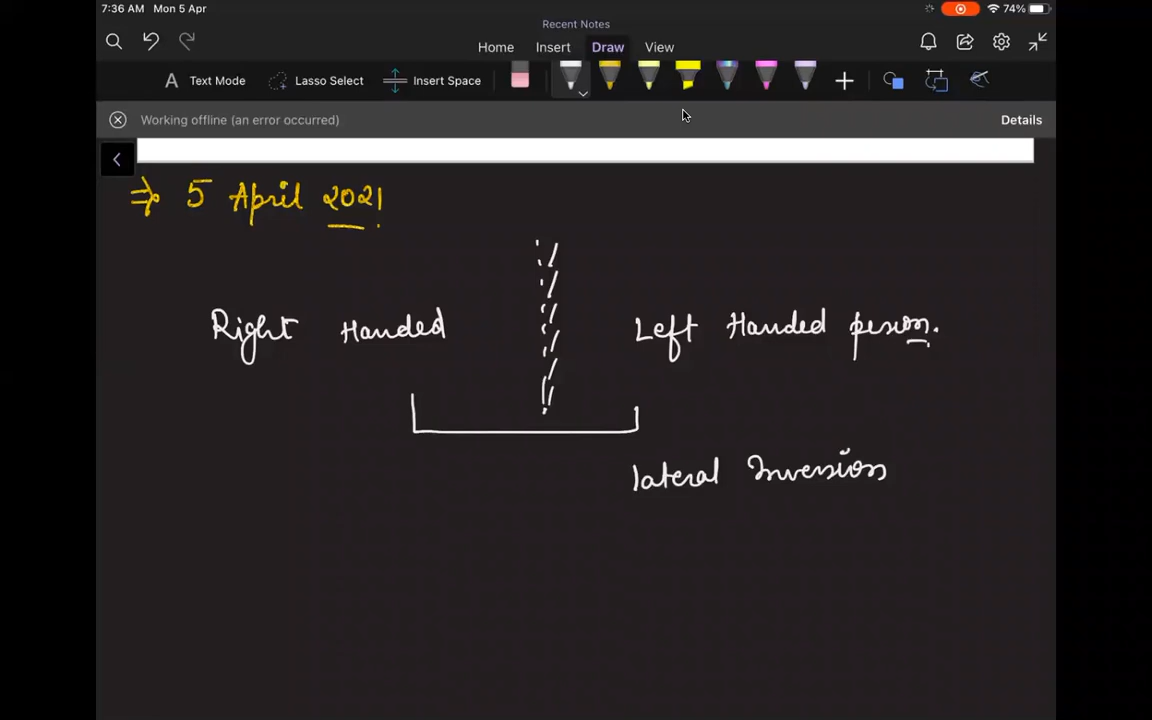 7:36 AM Mon 5 Apr
74%
Recent Notes
Home Insert Draw View
Text Mode Lasso Select Insert Space
Working offline (an error occurred) Details
⇒ 5 April 2021
Right Handed Left Handed person.
lateral Inversion